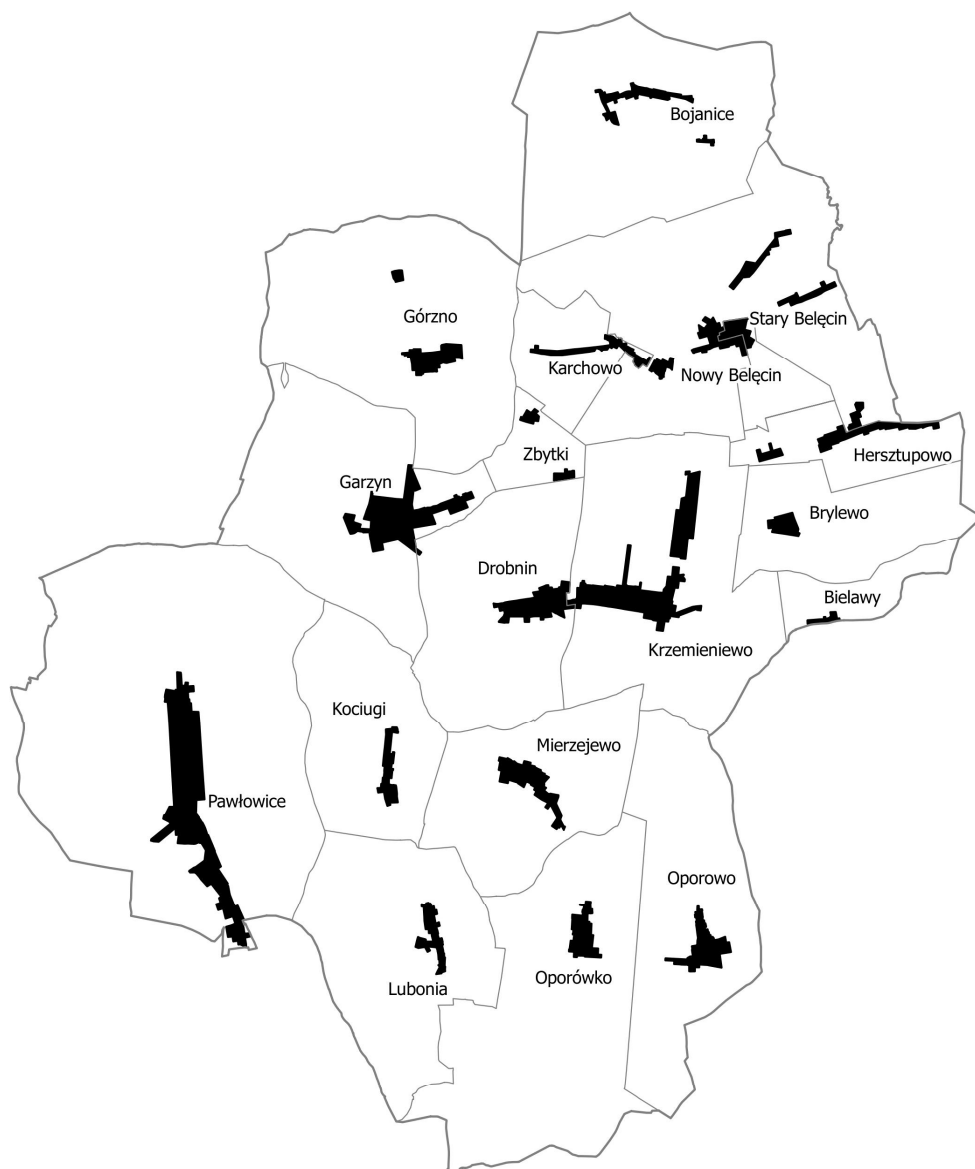 Bojanice
Górzno
Stary Belęcin
Karchowo
Nowy Belęcin
Zbytki
Hersztupowo
Garzyn
Brylewo
Drobnin
Bielawy
Krzemieniewo
Kociugi
Mierzejewo
Pawłowice
Oporowo
Lubonia
Oporówko